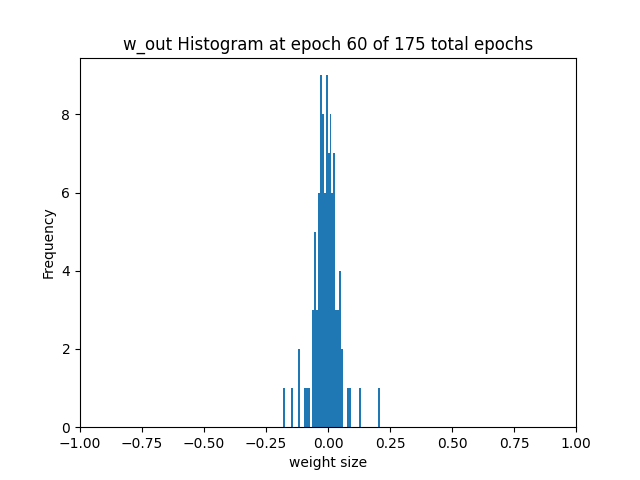 w_out Histogram at epoch 60 of 175 total epochs
Frequency
8
6
4
2
0
−1.00 −0.75 −0.50 −0.25 0.00 0.25 0.50 0.75 1.00
weight size